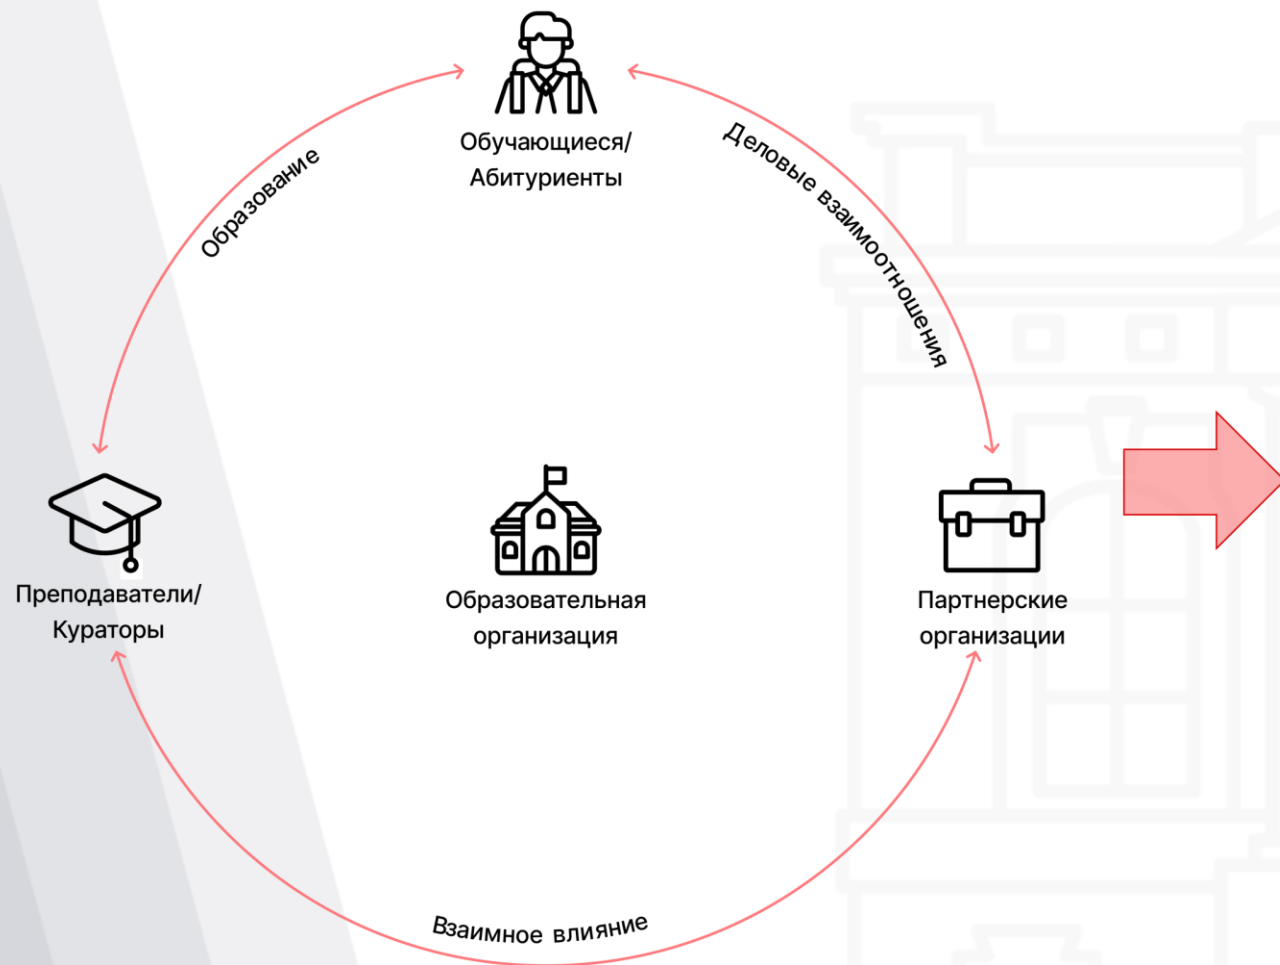 Обучающиеся/
Абитуриенты
Образование
Деловые взаимоотношения
Преподаватели/
Кураторы
Образовательная
организация
Партнерские
организации
Взаимное влияние